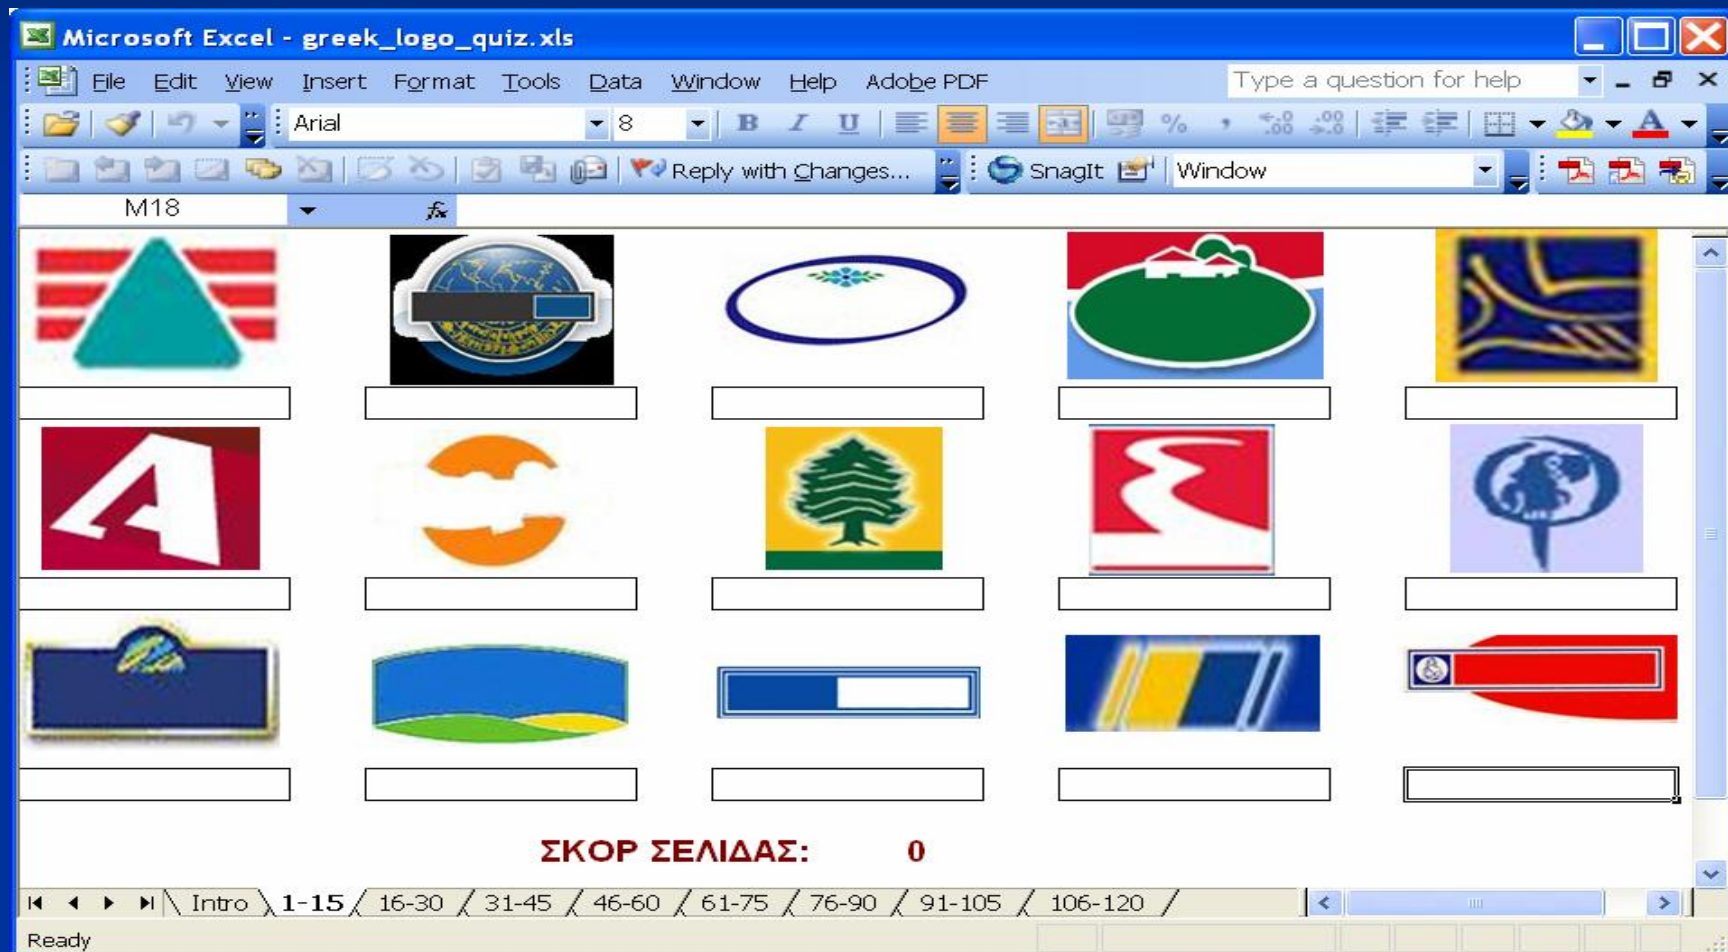 Microsoft Excel - greek_logo_quiz.xls
File Edit View Insert Format Tools Data Window Help Adobe PDF Type a question for help
Arial 8 B I U % ,
Reply with Changes... SnagIt Window
M18 fx
A
ΣΚΟΡ ΣΕΛΙΔΑΣ: 0
Intro 1-15 16-30 31-45 46-60 61-75 76-90 91-105 106-120
Ready